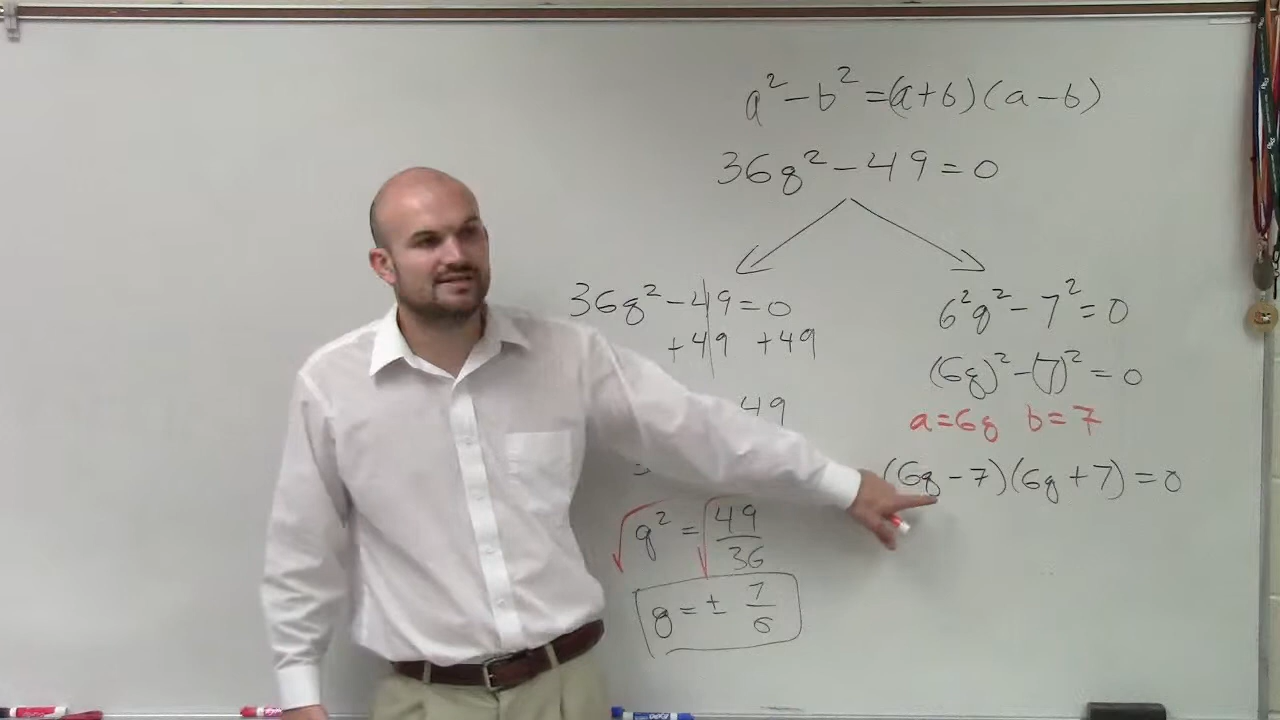 a² − b² = (a + b)(a − b)
36q² − 49 = 0
36q² − 49 = 0
+49 +49
49
q² = 49/36
q = ± 7/6
6²q² − 7² = 0
(6q)² − (7)² = 0
a = 6q b = 7
(6q − 7)(6q + 7) = 0